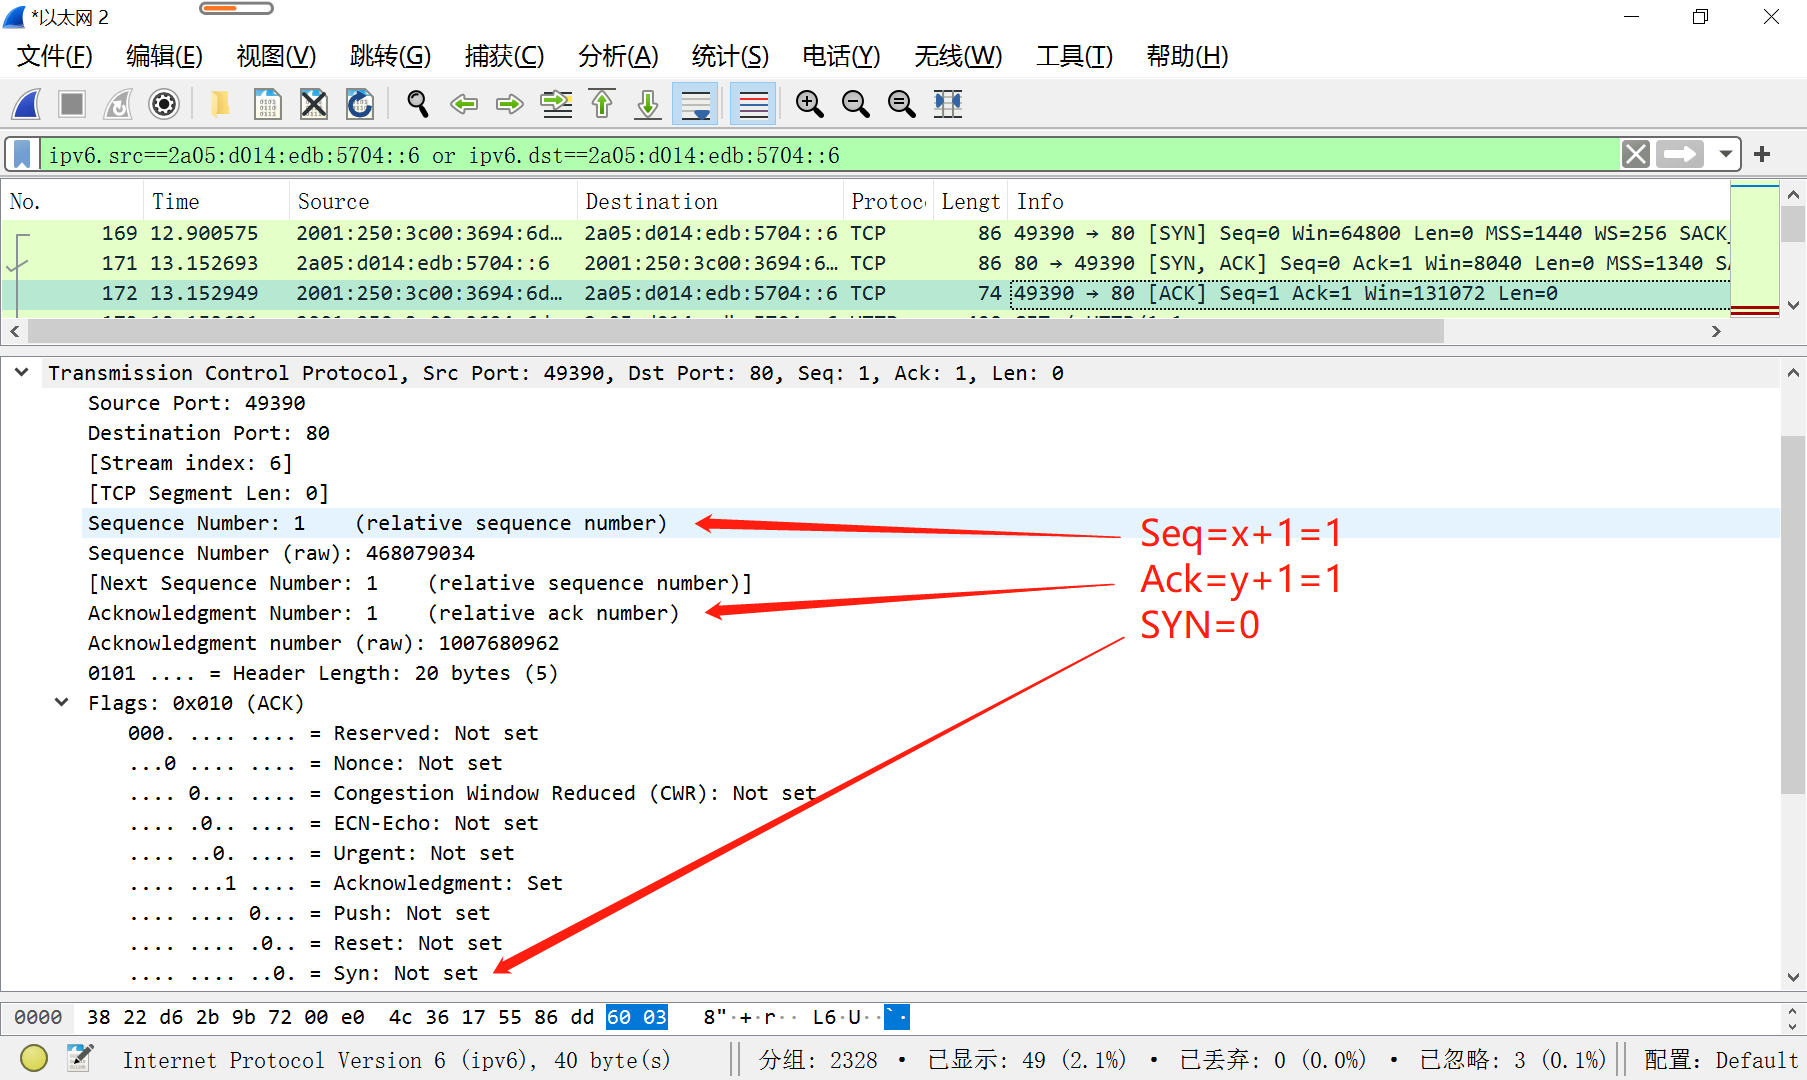 *以太网 2
文件(F) 编辑(E) 视图(V) 跳转(G) 捕获(C) 分析(A) 统计(S) 电话(Y) 无线(W) 工具(T) 帮助(H)
ipv6.src==2a05:d014:edb:5704::6 or ipv6.dst==2a05:d014:edb:5704::6
No. Time Source Destination Protoc Lengt Info
169 12.900575 2001:250:3c00:3694:6d… 2a05:d014:edb:5704::6 TCP 86 49390 → 80 [SYN] Seq=0 Win=64800 Len=0 MSS=1440 WS=256 SACK_
171 13.152693 2a05:d014:edb:5704::6 2001:250:3c00:3694:6… TCP 86 80 → 49390 [SYN, ACK] Seq=0 Ack=1 Win=8040 Len=0 MSS=1340 SA
172 13.152949 2001:250:3c00:3694:6d… 2a05:d014:edb:5704::6 TCP 74 49390 → 80 [ACK] Seq=1 Ack=1 Win=131072 Len=0
Transmission Control Protocol, Src Port: 49390, Dst Port: 80, Seq: 1, Ack: 1, Len: 0
Source Port: 49390
Destination Port: 80
[Stream index: 6]
[TCP Segment Len: 0]
Sequence Number: 1 (relative sequence number)
Seq=x+1=1
Sequence Number (raw): 468079034
[Next Sequence Number: 1 (relative sequence number)]
Ack=y+1=1
Acknowledgment Number: 1 (relative ack number)
SYN=0
Acknowledgment number (raw): 1007680962
0101 .... = Header Length: 20 bytes (5)
Flags: 0x010 (ACK)
000. .... .... = Reserved: Not set
...0 .... .... = Nonce: Not set
.... 0... .... = Congestion Window Reduced (CWR): Not set
.... .0.. .... = ECN-Echo: Not set
.... ..0. .... = Urgent: Not set
.... ...1 .... = Acknowledgment: Set
.... .... 0... = Push: Not set
.... .... .0.. = Reset: Not set
.... .... ..0. = Syn: Not set
0000 38 22 d6 2b 9b 72 00 e0 4c 36 17 55 86 dd 60 03 8"·+·r·· L6·U··`·
Internet Protocol Version 6 (ipv6), 40 byte(s) 分组: 2328 · 已显示: 49 (2.1%) · 已丢弃: 0 (0.0%) · 已忽略: 3 (0.1%) 配置: Default